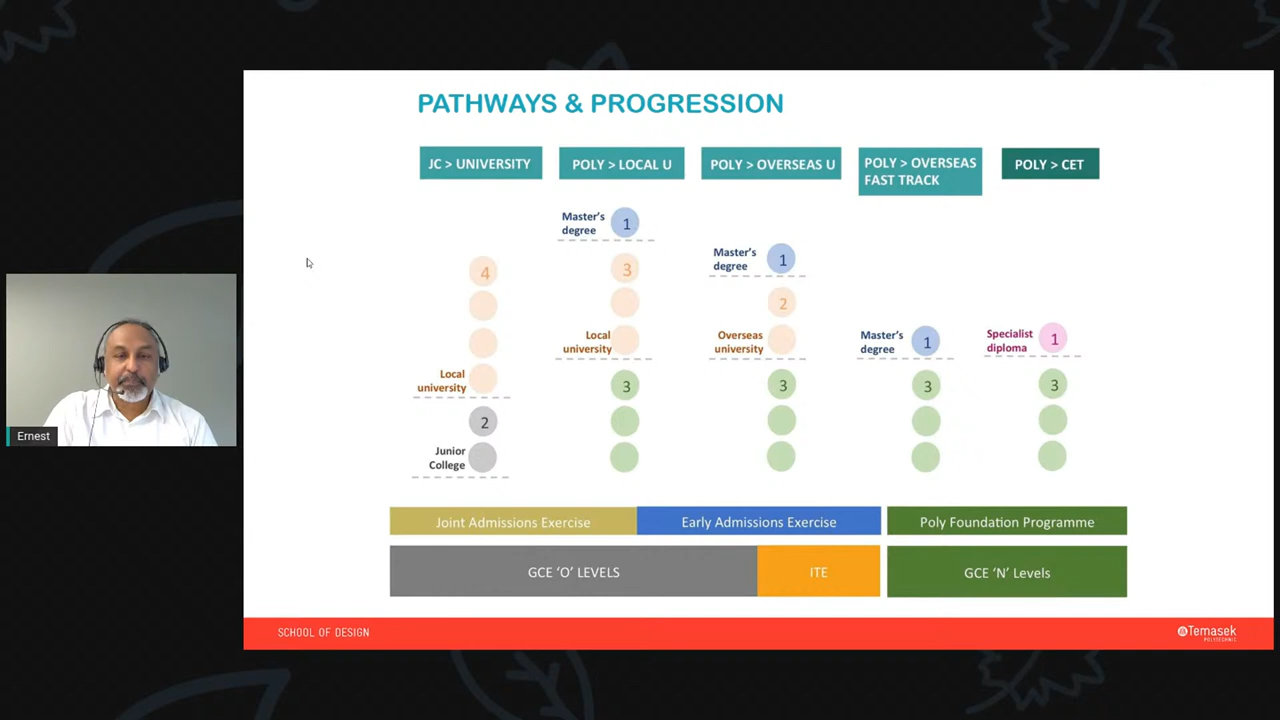 PATHWAYS & PROGRESSION
JC > UNIVERSITY
POLY > LOCAL U
POLY > OVERSEAS U
POLY > OVERSEAS
FAST TRACK
POLY > CET
4
Local
university
2
Junior
College
Master's
degree
1
3
Local
university
3
Master's
degree
1
2
Overseas
university
3
Master's
degree
1
3
Specialist
diploma
1
3
Joint Admissions Exercise
Early Admissions Exercise
Poly Foundation Programme
GCE ‘O’ LEVELS
ITE
GCE ‘N’ Levels
SCHOOL OF DESIGN
Temasek
POLYTECHNIC
Ernest